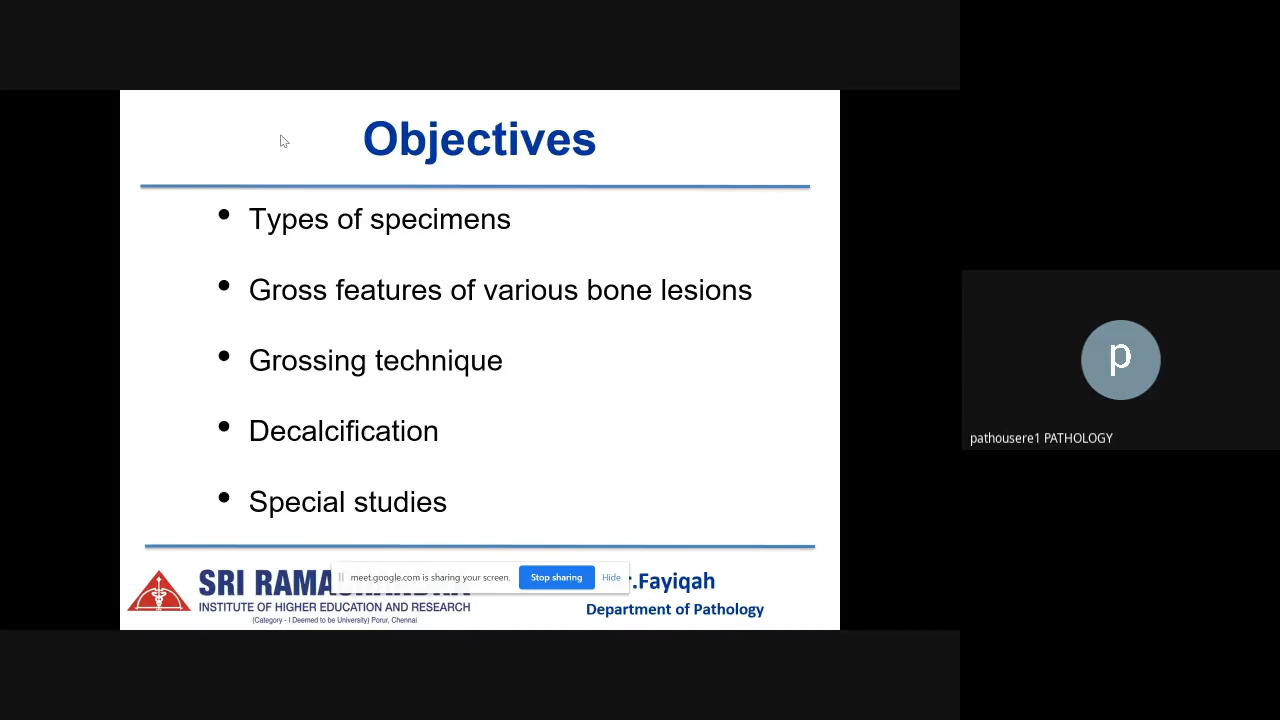 Objectives
• Types of specimens
• Gross features of various bone lesions
• Grossing technique
• Decalcification
• Special studies
SRI
INSTITUTE OF HIGHER EDUCATION AND RESEARCH
(Category - I Deemed to be University) Porur, Chennai
meet.google.com is sharing your screen. Stop sharing Hide
r.Fayiqah
Department of Pathology
p
pathousere1 PATHOLOGY